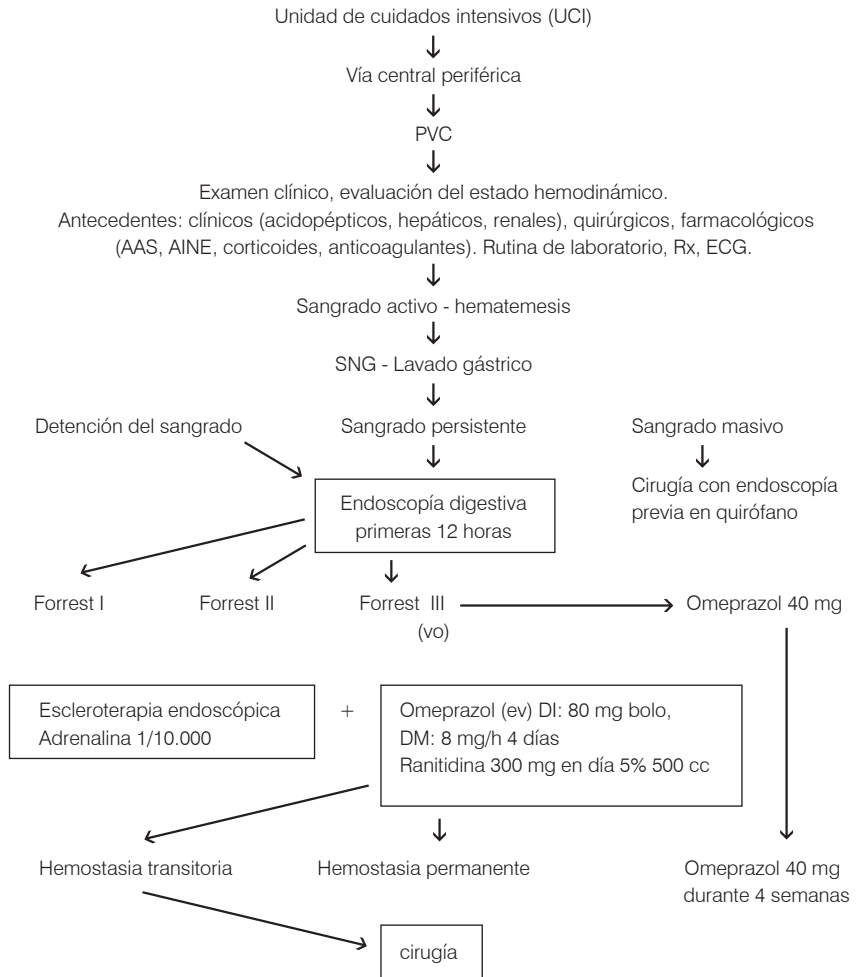 Unidad de cuidados intensivos (UCI)
Vía central periférica
PVC
Examen clínico, evaluación del estado hemodinámico.
Antecedentes: clínicos (acidopépticos, hepáticos, renales), quirúrgicos, farmacológicos
(AAS, AINE, corticoides, anticoagulantes). Rutina de laboratorio, Rx, ECG.
Sangrado activo - hematemesis
SNG - Lavado gástrico
Detención del sangrado
Sangrado persistente
Sangrado masivo
Endoscopía digestiva
primeras 12 horas
Cirugía con endoscopía
previa en quirófano
Forrest I
Forrest II
Forrest III
(vo)
Omeprazol 40 mg
Escleroterapia endoscópica
Adrenalina 1/10.000
+
Omeprazol (ev) DI: 80 mg bolo,
DM: 8 mg/h 4 días
Ranitidina 300 mg en día 5% 500 cc
Hemostasia transitoria
Hemostasia permanente
Omeprazol 40 mg
durante 4 semanas
cirugía